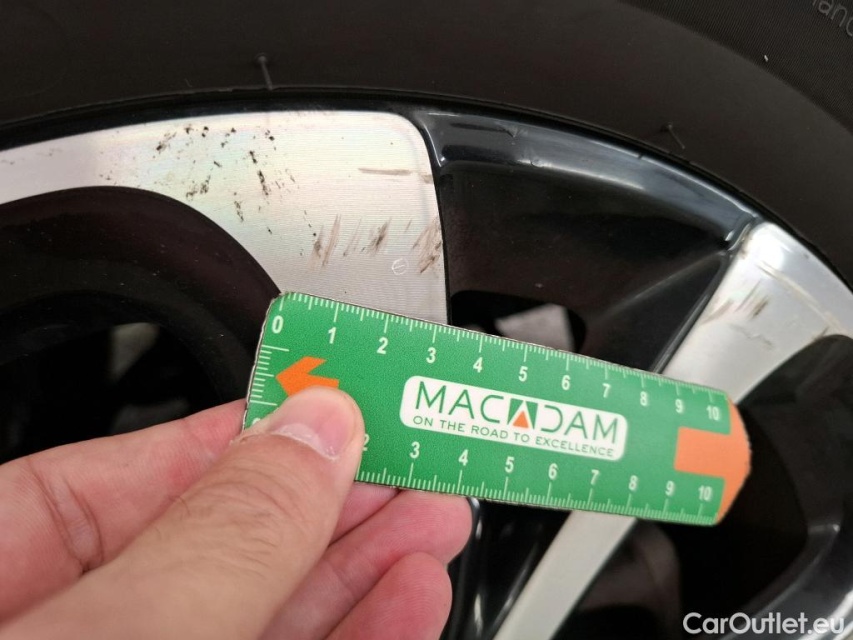 0 1 2 3 4 5 6 7 8 9 10
MACADAM
ON THE ROAD TO EXCELLENCE
2 3 4 5 6 7 8 9 10
CarOutlet.eu